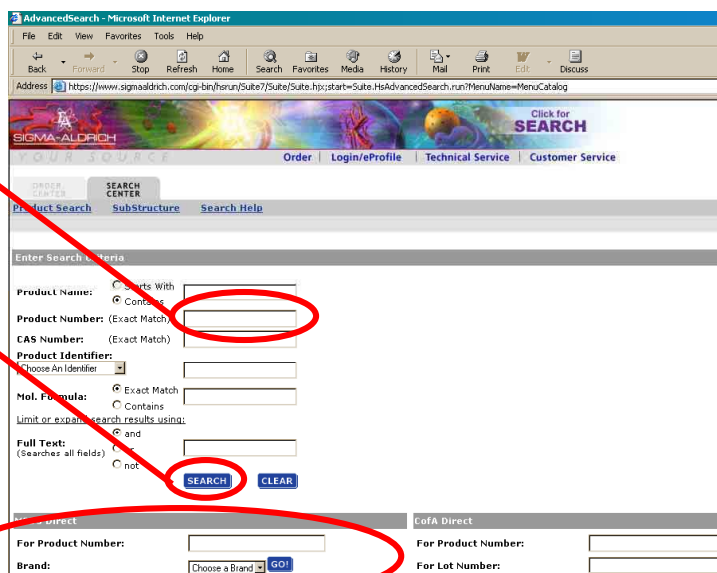 AdvancedSearch - Microsoft Internet Explorer
File Edit View Favorites Tools Help
Back Forward Stop Refresh Home Search Favorites Media History Mail Print Edit Discuss
Address https://www.sigmaaldrich.com/cgi-bin/hsrun/Suite7/Suite/Suite.hjx;start=Suite.HsAdvancedSearch.run?MenuName=MenuCatalog
SIGMA-ALDRICH
Click for
SEARCH
YOUR SOURCE
Order | Login/eProfile | Technical Service | Customer Service
ORDER CENTER
SEARCH CENTER
Product Search SubStructure Search Help
Enter Search Criteria
Product Name: Starts With
Contains
Product Number: (Exact Match)
CAS Number: (Exact Match)
Product Identifier:
Choose An Identifier
Mol. Formula: Exact Match
Contains
Limit or expand search results using:
and
Full Text: or
(Searches all fields)
not
SEARCH CLEAR
Direct CofA Direct
For Product Number: For Product Number:
Brand: Choose a Brand GO! For Lot Number: